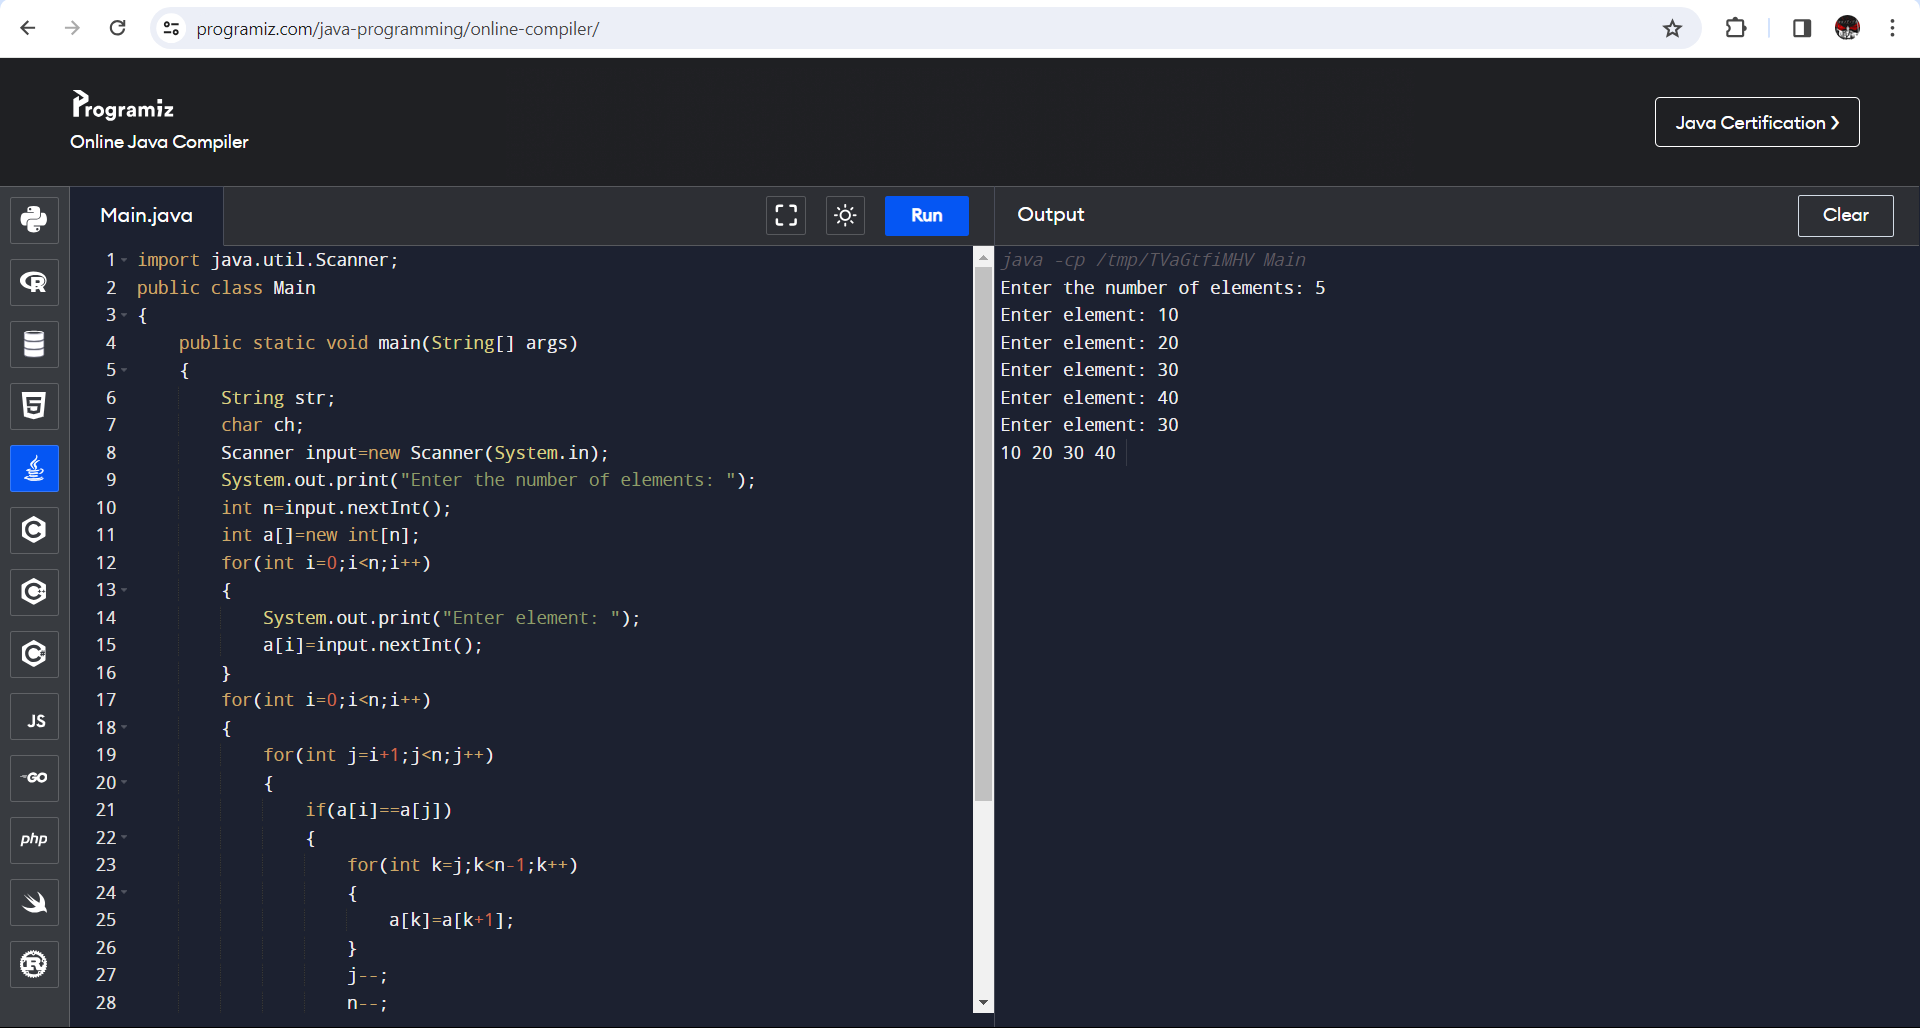 programiz.com/java-programming/online-compiler/
Programiz
Online Java Compiler
Java Certification ❯
Main.java
Run
Output
Clear
1 import java.util.Scanner;
2 public class Main
3 {
4     public static void main(String[] args)
5     {
6         String str;
7         char ch;
8         Scanner input=new Scanner(System.in);
9         System.out.print("Enter the number of elements: ");
10         int n=input.nextInt();
11         int a[]=new int[n];
12         for(int i=0;i<n;i++)
13         {
14             System.out.print("Enter element: ");
15             a[i]=input.nextInt();
16         }
17         for(int i=0;i<n;i++)
18         {
19             for(int j=i+1;j<n;j++)
20             {
21                 if(a[i]==a[j])
22                 {
23                     for(int k=j;k<n-1;k++)
24                     {
25                         a[k]=a[k+1];
26                     }
27                     j--;
28                     n--;
java -cp /tmp/TVaGtfiMHV Main
Enter the number of elements: 5
Enter element: 10
Enter element: 20
Enter element: 30
Enter element: 40
Enter element: 30
10 20 30 40
R
5
C
C++
C#
JS
GO
php
R